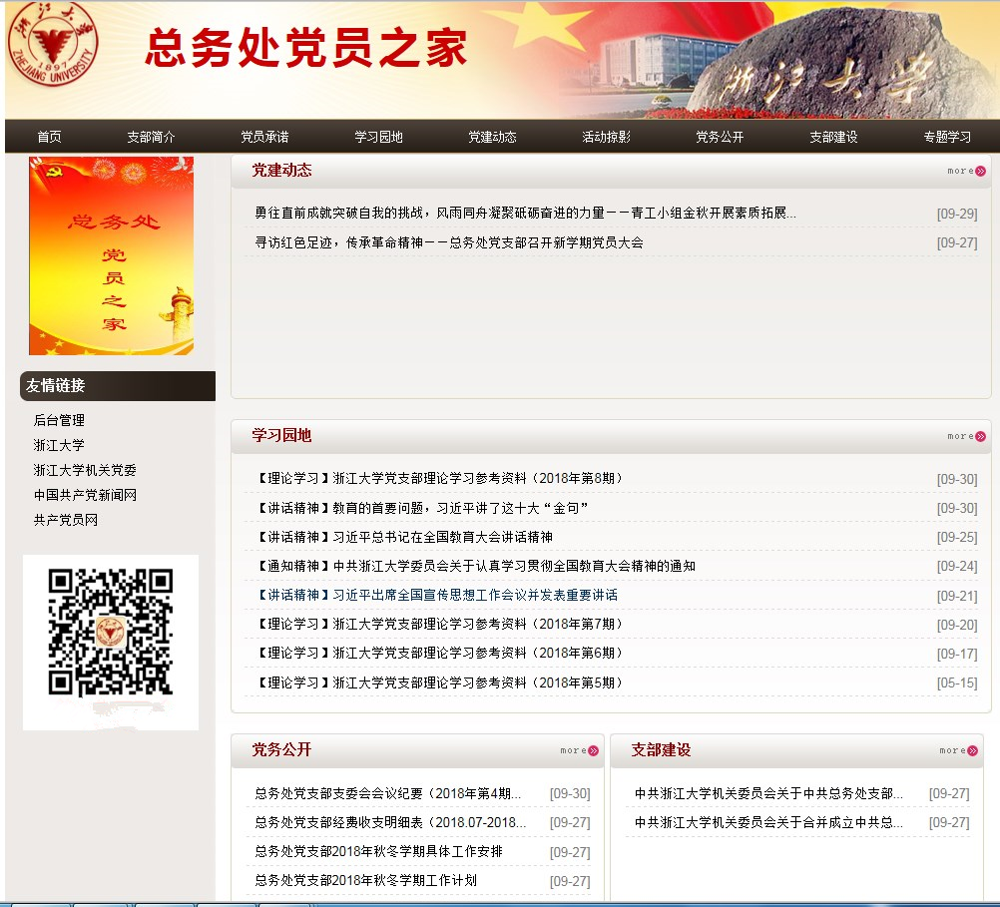 浙江大学
1897
ZHEJIANG UNIVERSITY
总务处党员之家
浙江大学
首页 支部简介 党员承诺 学习园地 党建动态 活动掠影 党务公开 支部建设 专题学习
总务处
党
员
之
家
友情链接
后台管理
浙江大学
浙江大学机关党委
中国共产党新闻网
共产党员网
党建动态 more
勇往直前成就突破自我的挑战，风雨同舟凝聚砥砺奋进的力量——青工小组金秋开展素质拓展... [09-29]
寻访红色足迹，传承革命精神——总务处党支部召开新学期党员大会 [09-27]
学习园地 more
【理论学习】浙江大学党支部理论学习参考资料（2018年第8期） [09-30]
【讲话精神】教育的首要问题，习近平讲了这十大“金句” [09-30]
【讲话精神】习近平总书记在全国教育大会讲话精神 [09-25]
【通知精神】中共浙江大学委员会关于认真学习贯彻全国教育大会精神的通知 [09-24]
【讲话精神】习近平出席全国宣传思想工作会议并发表重要讲话 [09-21]
【理论学习】浙江大学党支部理论学习参考资料（2018年第7期） [09-20]
【理论学习】浙江大学党支部理论学习参考资料（2018年第6期） [09-17]
【理论学习】浙江大学党支部理论学习参考资料（2018年第5期） [05-15]
党务公开 more
总务处党支部支委会会议纪要（2018年第4期... [09-30]
总务处党支部经费收支明细表（2018.07-2018... [09-27]
总务处党支部2018年秋冬学期具体工作安排 [09-27]
总务处党支部2018年秋冬学期工作计划 [09-27]
支部建设 more
中共浙江大学机关委员会关于中共总务处支部... [09-27]
中共浙江大学机关委员会关于合并成立中共总... [09-27]